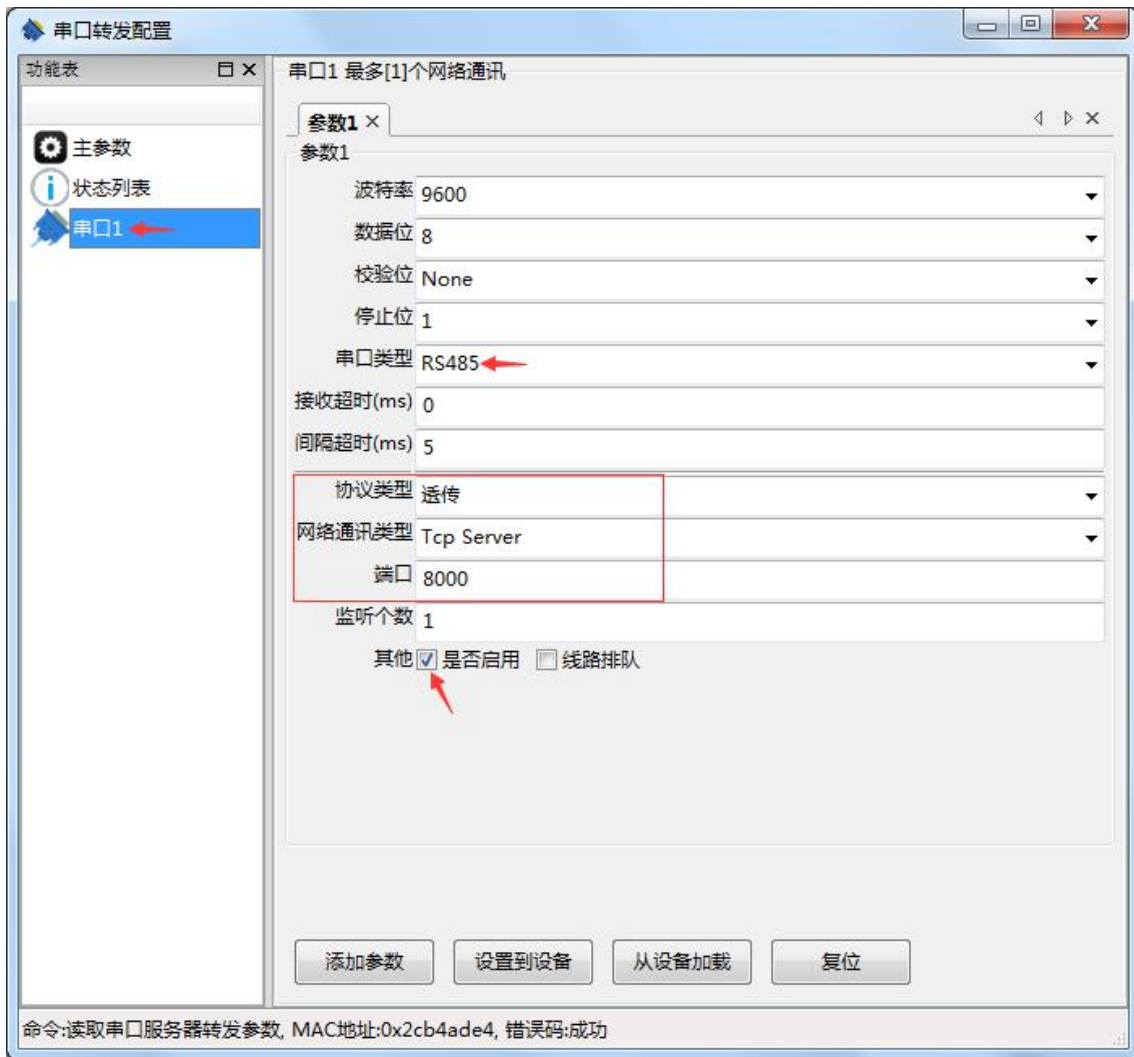 串口转发配置
功能表
串口1 最多[1]个网络通讯
主参数
状态列表
串口1
参数1
参数1
波特率 9600
数据位 8
校验位 None
停止位 1
串口类型 RS485
接收超时(ms) 0
间隔超时(ms) 5
协议类型 透传
网络通讯类型 Tcp Server
端口 8000
监听个数 1
其他 是否启用 线路排队
添加参数 设置到设备 从设备加载 复位
命令:读取串口服务器转发参数, MAC地址:0x2cb4ade4, 错误码:成功